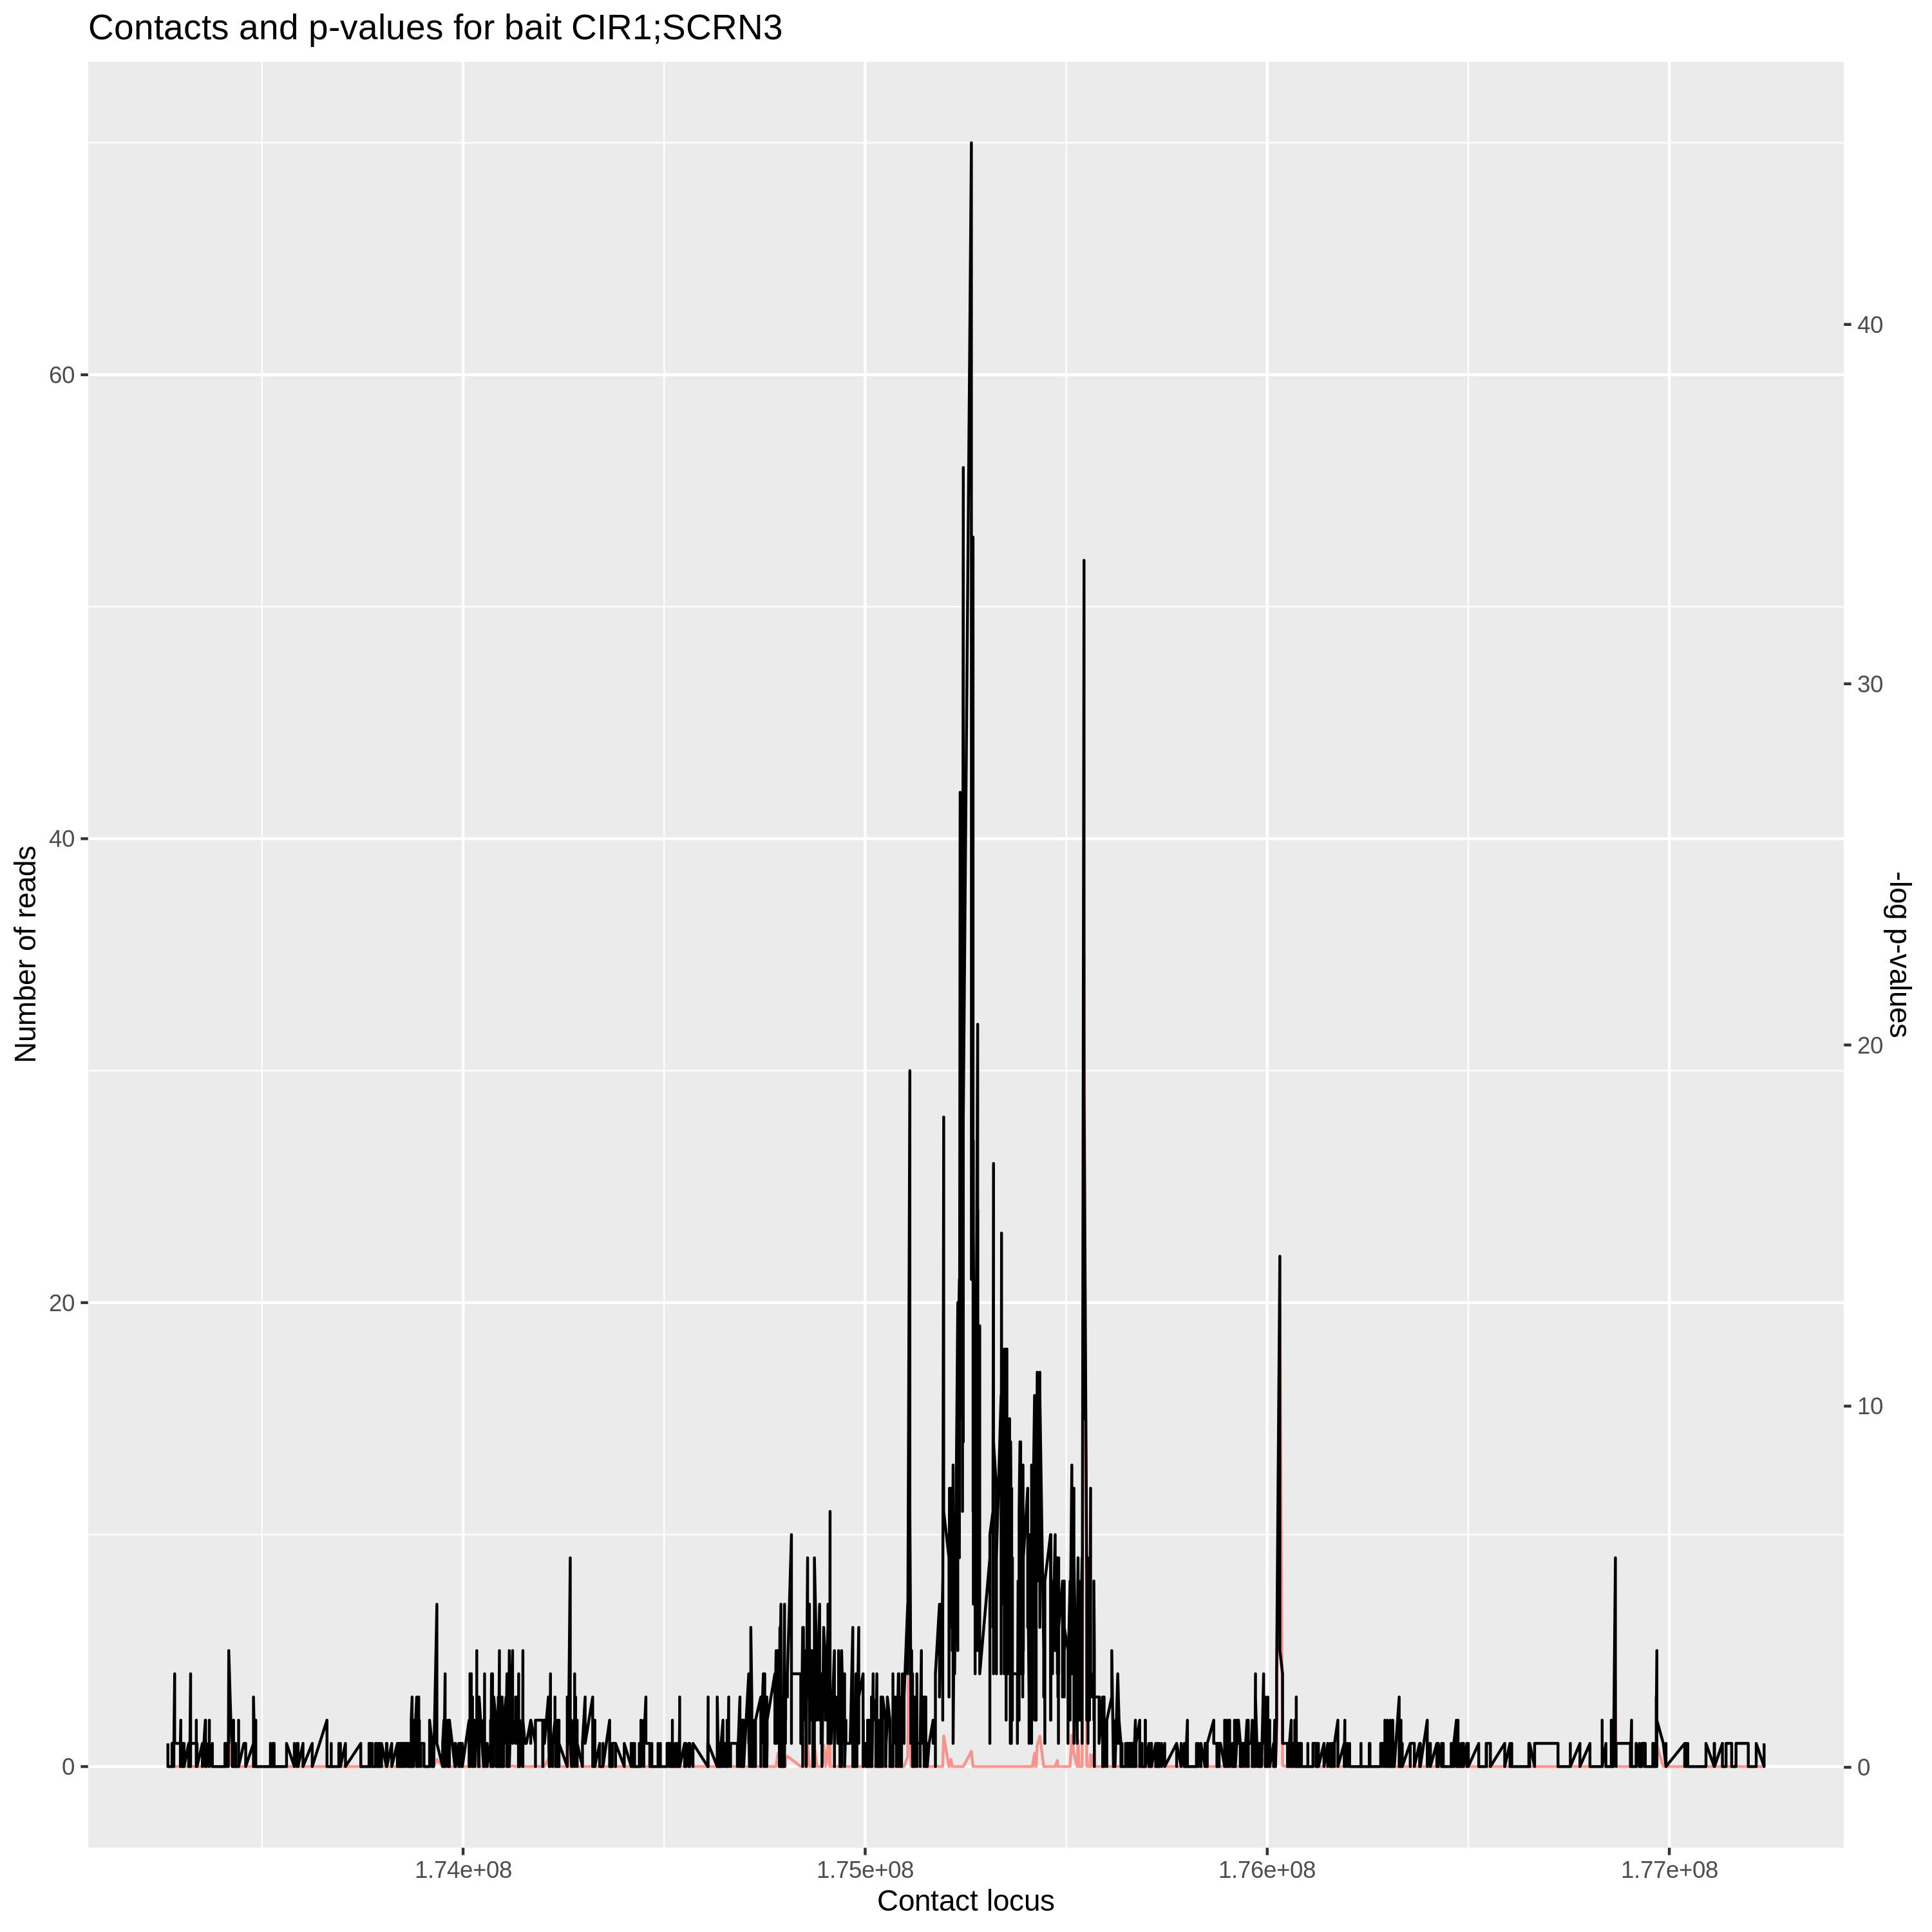 Contacts and p-values for bait CIR1;SCRN3
60
40
20
0
Number of reads
40
30
20
10
0
-log p-values
1.74e+08
1.75e+08
1.76e+08
1.77e+08
Contact locus